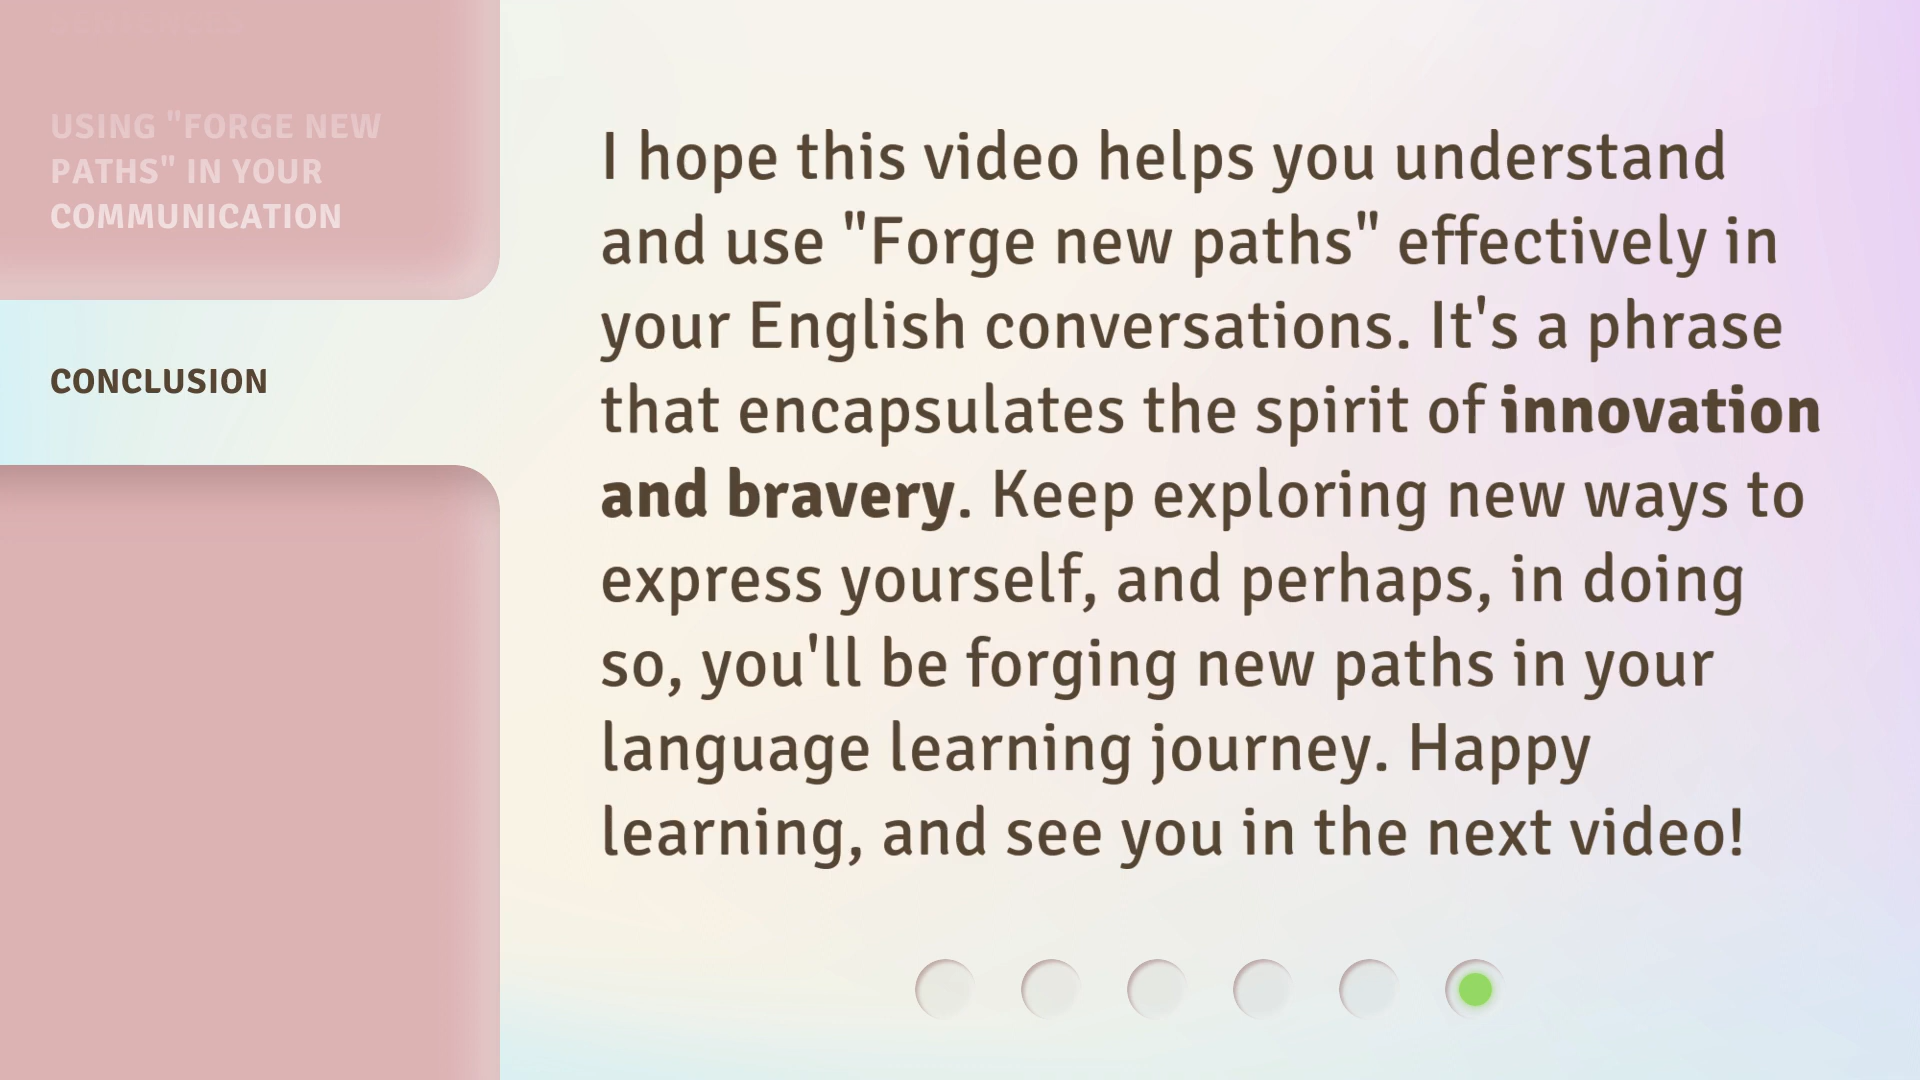 USING "FORGE NEW
PATHS" IN YOUR
COMMUNICATION
CONCLUSION
I hope this video helps you understand
and use "Forge new paths" effectively in
your English conversations. It's a phrase
that encapsulates the spirit of innovation
and bravery. Keep exploring new ways to
express yourself, and perhaps, in doing
so, you'll be forging new paths in your
language learning journey. Happy
learning, and see you in the next video!